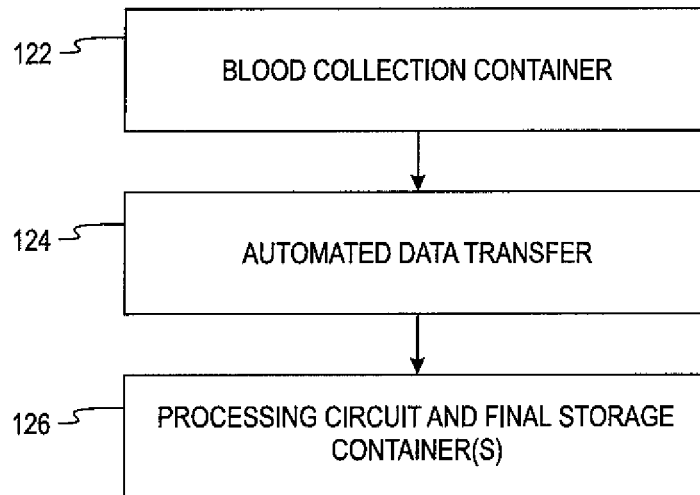 122
BLOOD COLLECTION CONTAINER
124
AUTOMATED DATA TRANSFER
126
PROCESSING CIRCUIT AND FINAL STORAGE
CONTAINER(S)